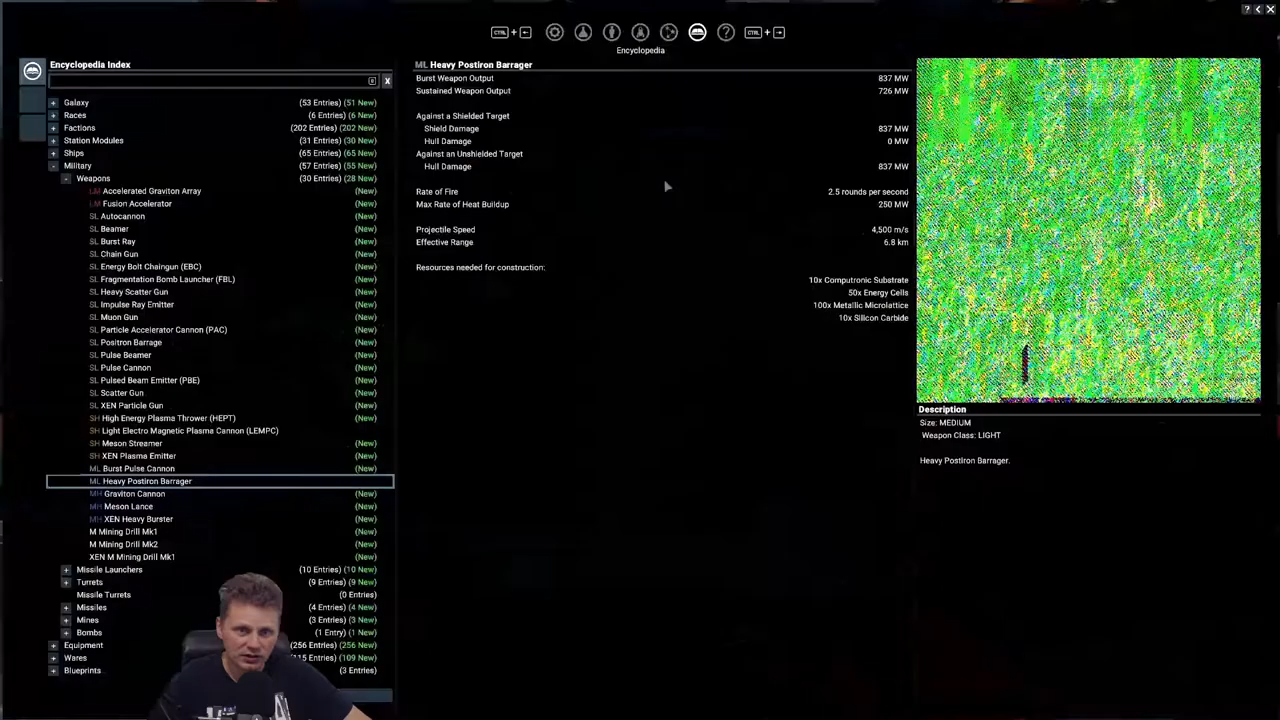 CTRL + ←
CTRL + →
Encyclopedia
Encyclopedia Index
X
+ Galaxy (53 Entries) (51 New)
+ Races (6 Entries) (6 New)
+ Factions (202 Entries) (202 New)
+ Station Modules (31 Entries) (30 New)
+ Ships (65 Entries) (65 New)
- Military (57 Entries) (55 New)
- Weapons (30 Entries) (28 New)
LM Accelerated Graviton Array (New)
LM Fusion Accelerator (New)
SL Autocannon (New)
SL Beamer (New)
SL Burst Ray (New)
SL Chain Gun (New)
SL Energy Bolt Chaingun (EBC) (New)
SL Fragmentation Bomb Launcher (FBL) (New)
SL Heavy Scatter Gun (New)
SL Impulse Ray Emitter (New)
SL Muon Gun (New)
SL Particle Accelerator Cannon (PAC) (New)
SL Positron Barrage (New)
SL Pulse Beamer (New)
SL Pulse Cannon (New)
SL Pulsed Beam Emitter (PBE) (New)
SL Scatter Gun (New)
SL XEN Particle Gun (New)
SH High Energy Plasma Thrower (HEPT) (New)
SH Light Electro Magnetic Plasma Cannon (LEMPC)
SH Meson Streamer (New)
SH XEN Plasma Emitter (New)
ML Burst Pulse Cannon (New)
ML Heavy Postiron Barrager
MH Graviton Cannon (New)
MH Meson Lance (New)
MH XEN Heavy Burster (New)
M Mining Drill Mk1 (New)
M Mining Drill Mk2 (New)
XEN M Mining Drill Mk1 (New)
+ Missile Launchers (10 Entries) (10 New)
+ Turrets (9 Entries) (9 New)
Missile Turrets (0 Entries)
+ Missiles (4 Entries) (4 New)
+ Mines (3 Entries) (3 New)
+ Bombs (1 Entry) (1 New)
+ Equipment (256 Entries) (256 New)
+ Wares (115 Entries) (109 New)
+ Blueprints (3 Entries)
ML Heavy Postiron Barrager
Burst Weapon Output 837 MW
Sustained Weapon Output 726 MW
Against a Shielded Target
Shield Damage 837 MW
Hull Damage 0 MW
Against an Unshielded Target
Hull Damage 837 MW
Rate of Fire 2.5 rounds per second
Max Rate of Heat Buildup 250 MW
Projectile Speed 4,500 m/s
Effective Range 6.8 km
Resources needed for construction:
10x Computronic Substrate
50x Energy Cells
100x Metallic Microlattice
10x Silicon Carbide
Description
Size: MEDIUM
Weapon Class: LIGHT
Heavy Postiron Barrager.